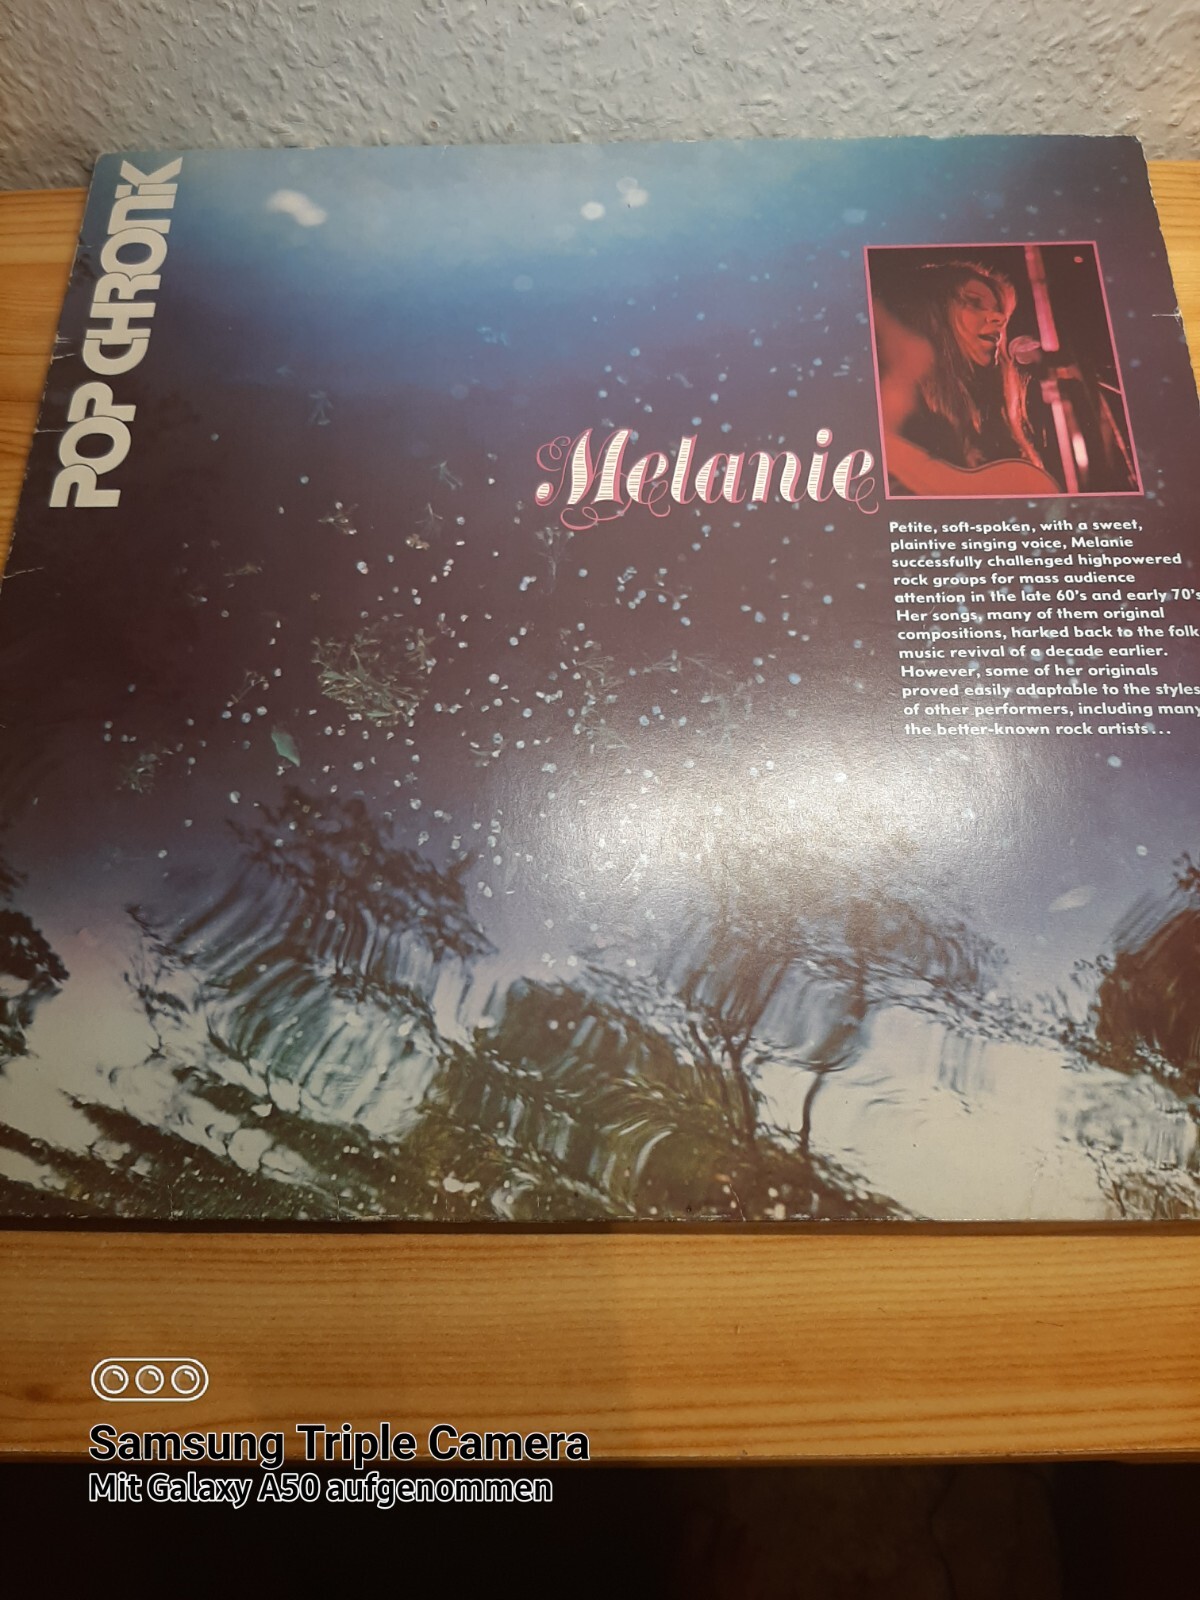 POP CHRONIK
Melanie
Petite, soft-spoken, with a sweet,
plaintive singing voice, Melanie
successfully challenged highpowered
rock groups for mass audience
attention in the late 60's and early 70's
Her songs, many of them original
compositions, harked back to the folk
music revival of a decade earlier.
However, some of her originals
proved easily adaptable to the styles
of other performers, including many
the better-known rock artists...
Samsung Triple Camera
Mit Galaxy A50 aufgenommen